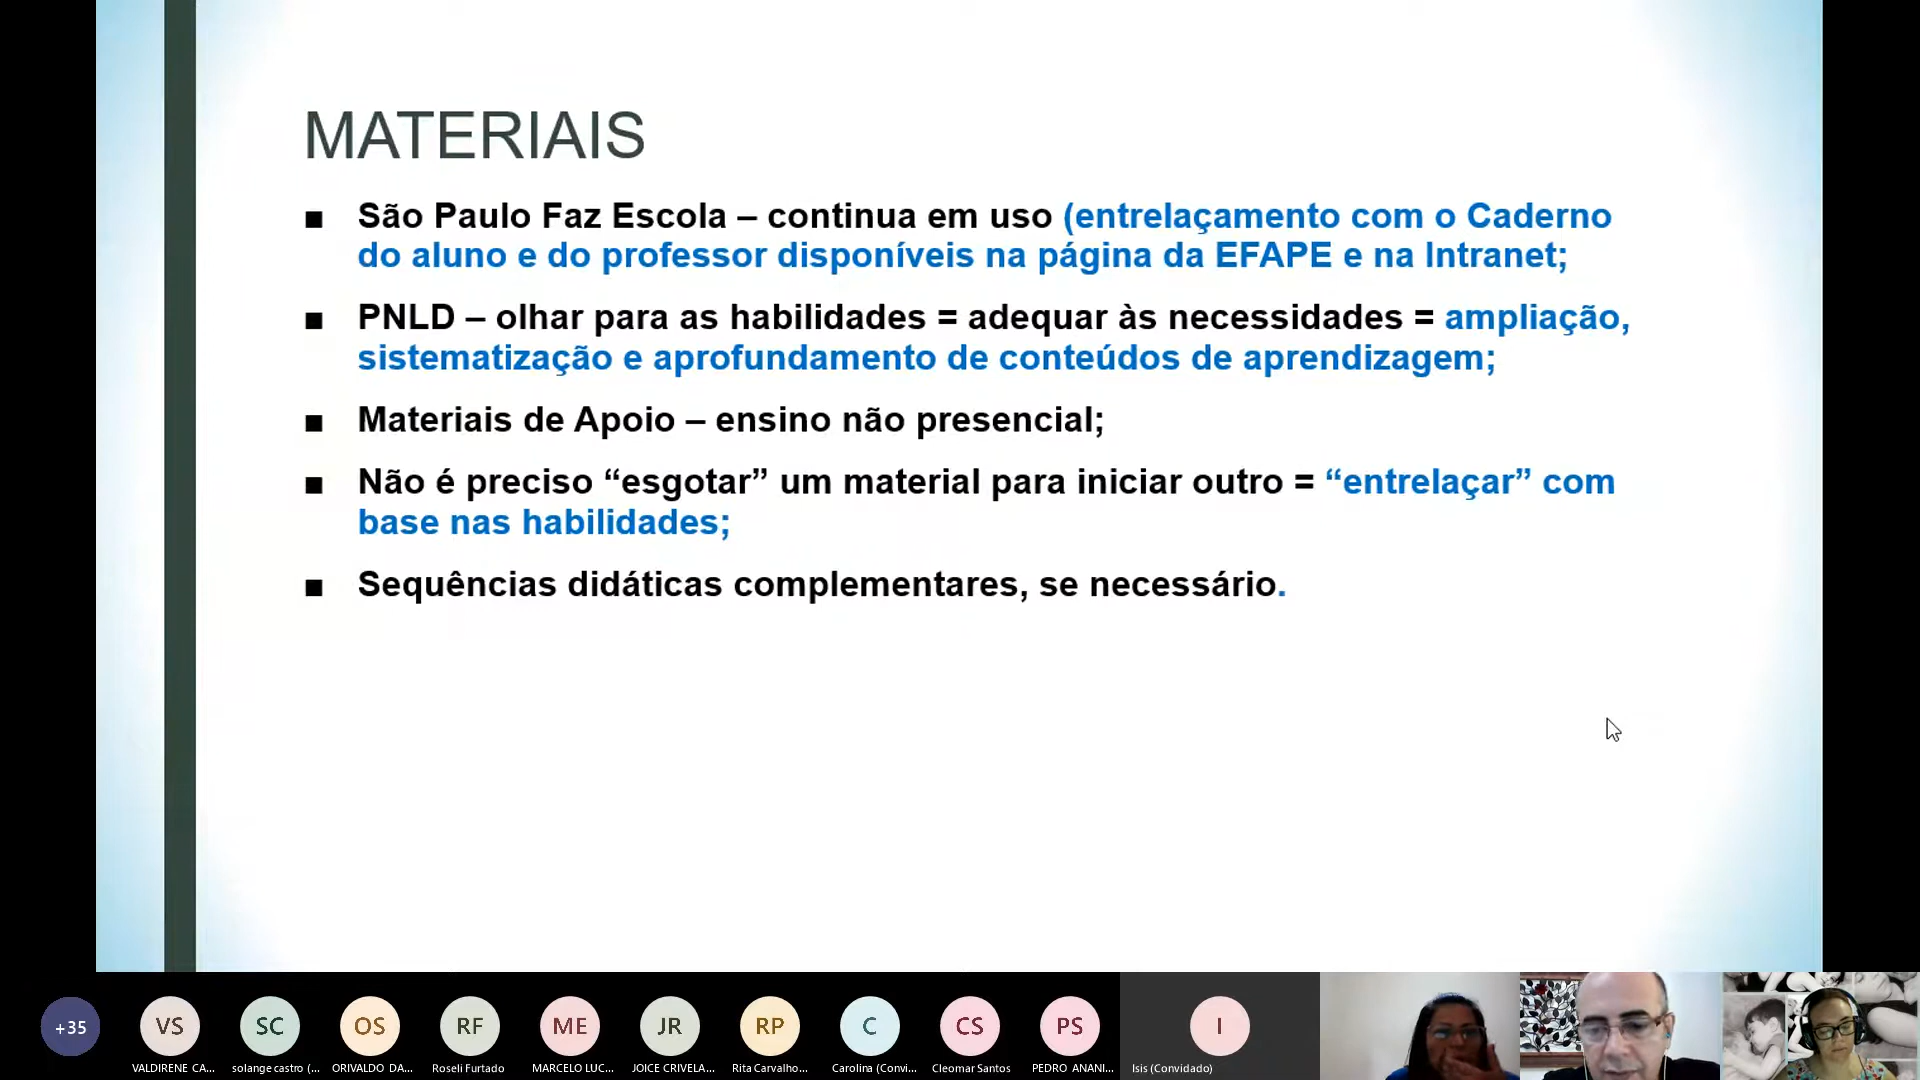 MATERIAIS
■ São Paulo Faz Escola – continua em uso (entrelaçamento com o Caderno
do aluno e do professor disponíveis na página da EFAPE e na Intranet;
■ PNLD – olhar para as habilidades = adequar às necessidades = ampliação,
sistematização e aprofundamento de conteúdos de aprendizagem;
■ Materiais de Apoio – ensino não presencial;
■ Não é preciso “esgotar” um material para iniciar outro = “entrelaçar” com
base nas habilidades;
■ Sequências didáticas complementares, se necessário.
+35 VS SC OS RF ME JR RP C CS PS I
VALDIRENE CA... solange castro (... ORIVALDO DA... Roseli Furtado MARCELO LUC... JOICE CRIVELA... Rita Carvalho... Carolina (Convi... Cleomar Santos PEDRO ANANI... Isis (Convidado)